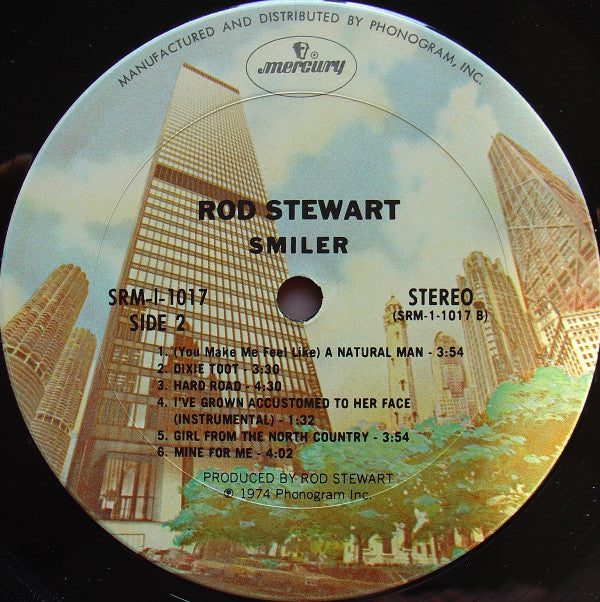 MANUFACTURED AND DISTRIBUTED BY PHONOGRAM, INC.
® mercury
ROD STEWART
SMILER
SRM-1-1017
SIDE 2
STEREO
(SRM-1-1017 B)
1. (You Make Me Feel Like) A NATURAL MAN - 3:54
2. DIXIE TOOT - 3:30
3. HARD ROAD - 4:30
4. I'VE GROWN ACCUSTOMED TO HER FACE
(INSTRUMENTAL) - 1:32
5. GIRL FROM THE NORTH COUNTRY - 3:54
6. MINE FOR ME - 4:02
PRODUCED BY ROD STEWART
℗ 1974 Phonogram Inc.